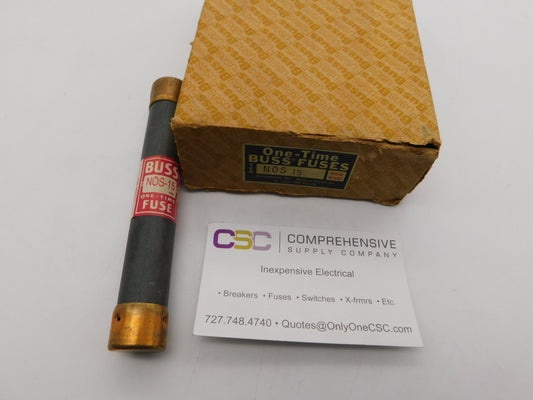 One-Time
BUSS FUSES
NOS 15
BUSS
NOS-15
ONE-TIME
FUSE
CSC COMPREHENSIVE
SUPPLY COMPANY
Inexpensive Electrical
• Breakers • Fuses • Switches • X-frmrs • Etc.
727.748.4740 • Quotes@OnlyOneCSC.com